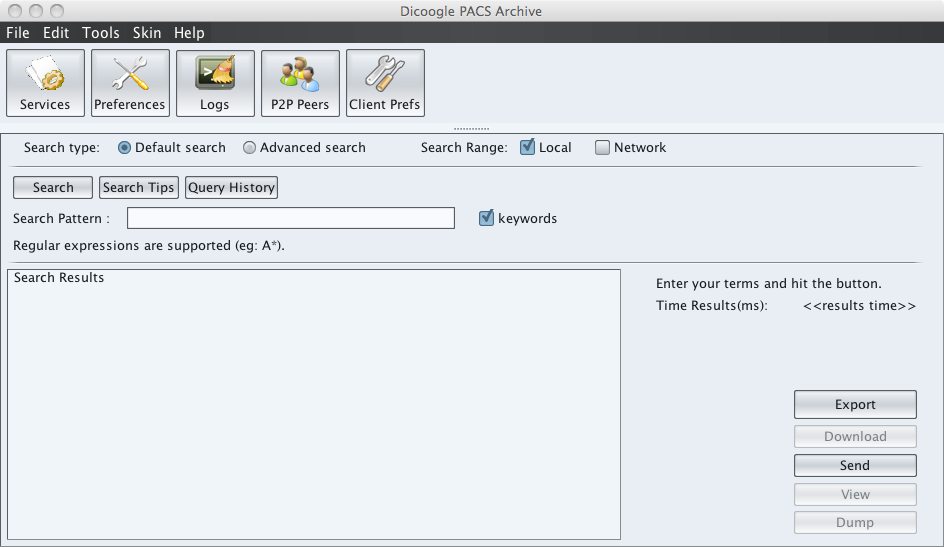 Dicoogle PACS Archive
File Edit Tools Skin Help
Services Preferences Logs P2P Peers Client Prefs
Search type: Default search Advanced search Search Range: Local Network
Search Search Tips Query History
Search Pattern : keywords
Regular expressions are supported (eg: A*).
Search Results
Enter your terms and hit the button.
Time Results(ms): <<results time>>
Export
Download
Send
View
Dump